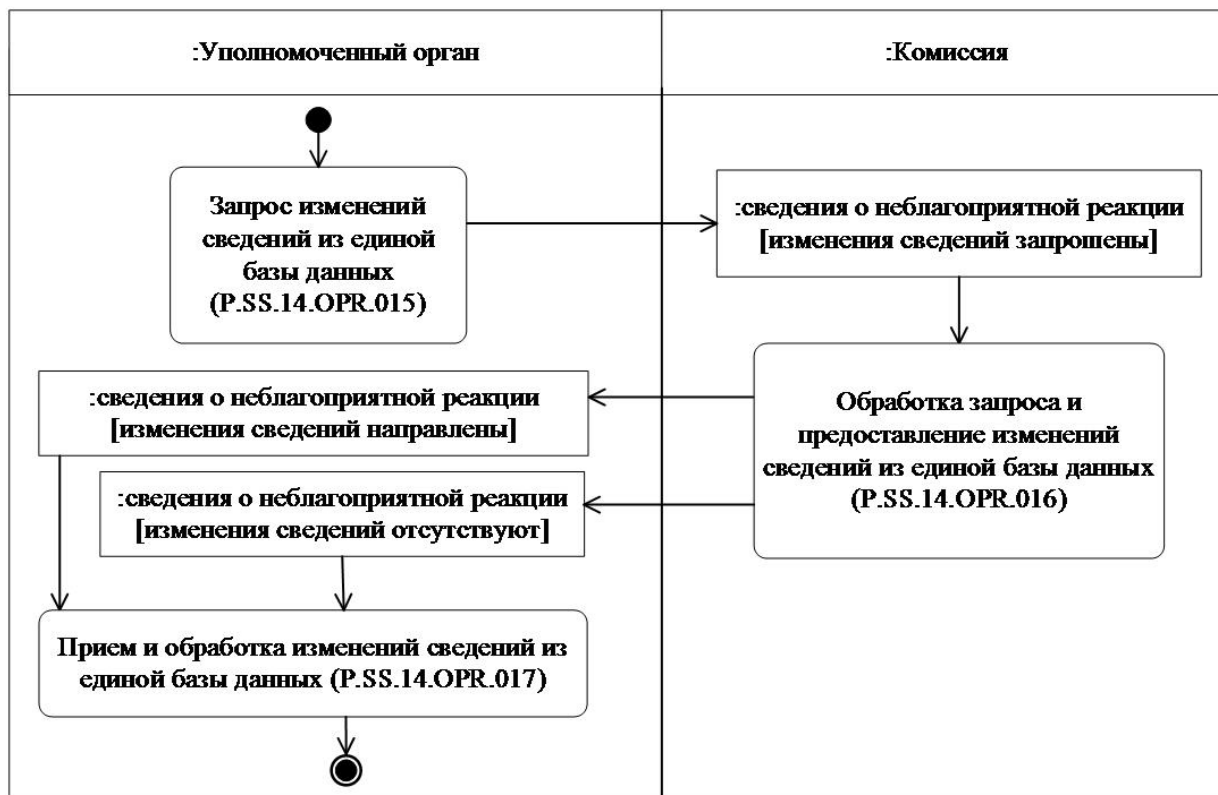 :Уполномоченный орган
:Комиссия
Запрос изменений
сведений из единой
базы данных
(P.SS.14.OPR.015)
:сведения о неблагоприятной реакции
[изменения сведений запрошены]
:сведения о неблагоприятной реакции
[изменения сведений направлены]
Обработка запроса и
предоставление изменений
сведений из единой базы данных
(P.SS.14.OPR.016)
:сведения о неблагоприятной реакции
[изменения сведений отсутствуют]
Прием и обработка изменений сведений из
единой базы данных (P.SS.14.OPR.017)